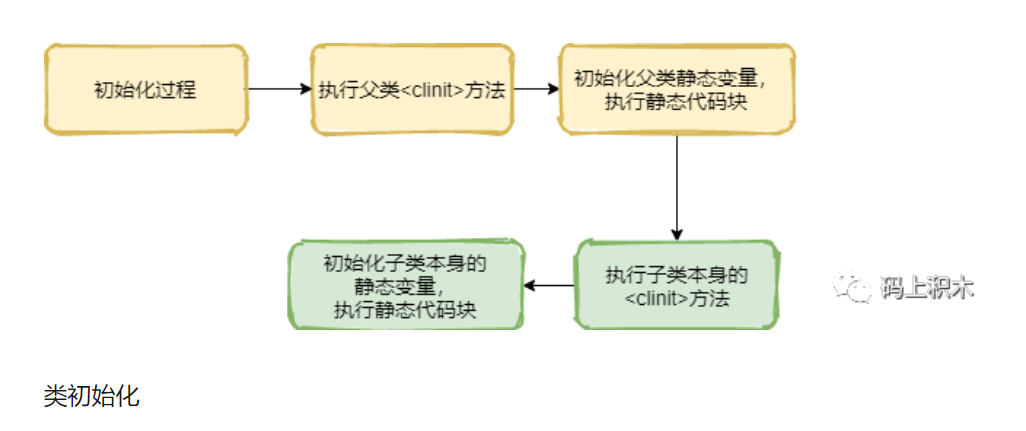 初始化过程
执行父类<clinit>方法
初始化父类静态变量，
执行静态代码块
执行子类本身的
<clinit>方法
初始化子类本身的
静态变量，
执行静态代码块
码上积木
类初始化